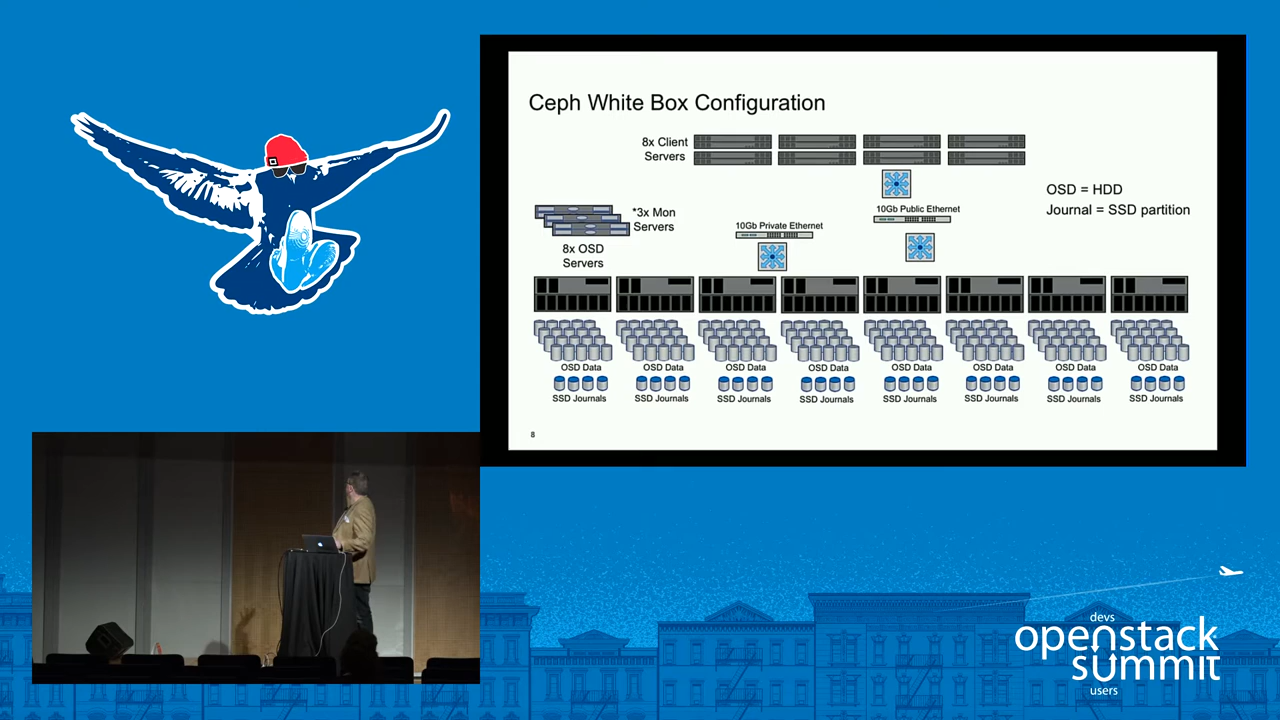 Ceph White Box Configuration
8x Client
Servers
OSD = HDD
Journal = SSD partition
*3x Mon
Servers
10Gb Public Ethernet
10Gb Private Ethernet
8x OSD
Servers
OSD Data
OSD Data
OSD Data
OSD Data
OSD Data
OSD Data
OSD Data
OSD Data
SSD Journals
SSD Journals
SSD Journals
SSD Journals
SSD Journals
SSD Journals
SSD Journals
SSD Journals
8
devs
openstack
summit
users